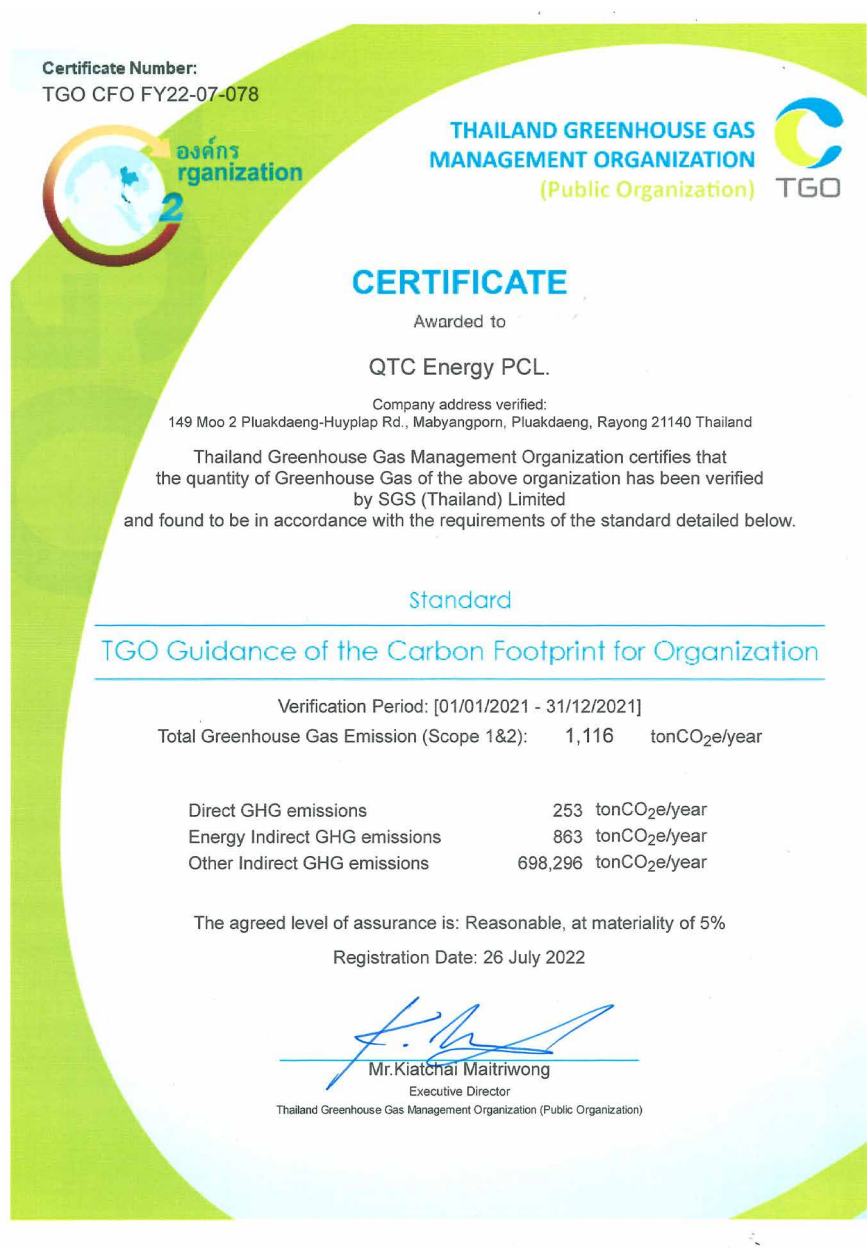 Certificate Number:
TGO CFO FY22-07-078
องค์กร
rganization
2
THAILAND GREENHOUSE GAS
MANAGEMENT ORGANIZATION
(Public Organization)
TGO
CERTIFICATE
Awarded to
QTC Energy PCL.
Company address verified:
149 Moo 2 Pluakdaeng-Huyplap Rd., Mabyangporn, Pluakdaeng, Rayong 21140 Thailand
Thailand Greenhouse Gas Management Organization certifies that
the quantity of Greenhouse Gas of the above organization has been verified
by SGS (Thailand) Limited
and found to be in accordance with the requirements of the standard detailed below.
Standard
TGO Guidance of the Carbon Footprint for Organization
Verification Period: [01/01/2021 - 31/12/2021]
Total Greenhouse Gas Emission (Scope 1&2): 1,116 tonCO₂e/year
Direct GHG emissions 253 tonCO₂e/year
Energy Indirect GHG emissions 863 tonCO₂e/year
Other Indirect GHG emissions 698,296 tonCO₂e/year
The agreed level of assurance is: Reasonable, at materiality of 5%
Registration Date: 26 July 2022
Mr.Kiatchai Maitriwong
Executive Director
Thailand Greenhouse Gas Management Organization (Public Organization)